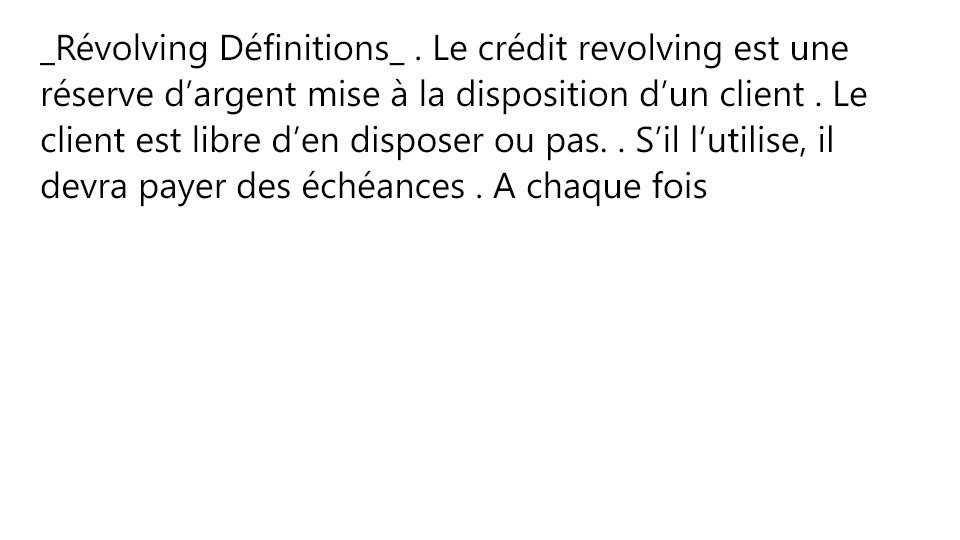 _Révolving Définitions_ . Le crédit revolving est une
réserve d’argent mise à la disposition d’un client . Le
client est libre d’en disposer ou pas. . S’il l’utilise, il
devra payer des échéances . A chaque fois